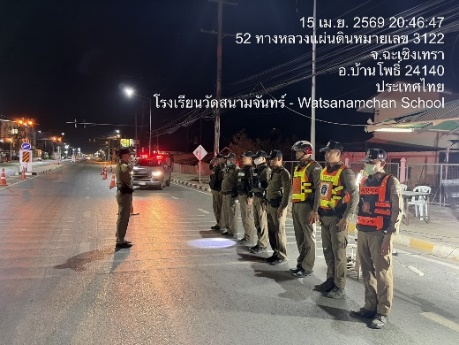 15 เม.ย. 2569 20:46:47
52 ทางหลวงแผ่นดินหมายเลข 3122
จ.ฉะเชิงเทรา
อ.บ้านโพธิ์ 24140
ประเทศไทย
โรงเรียนวัดสนามจันทร์ - Watsanamchan School